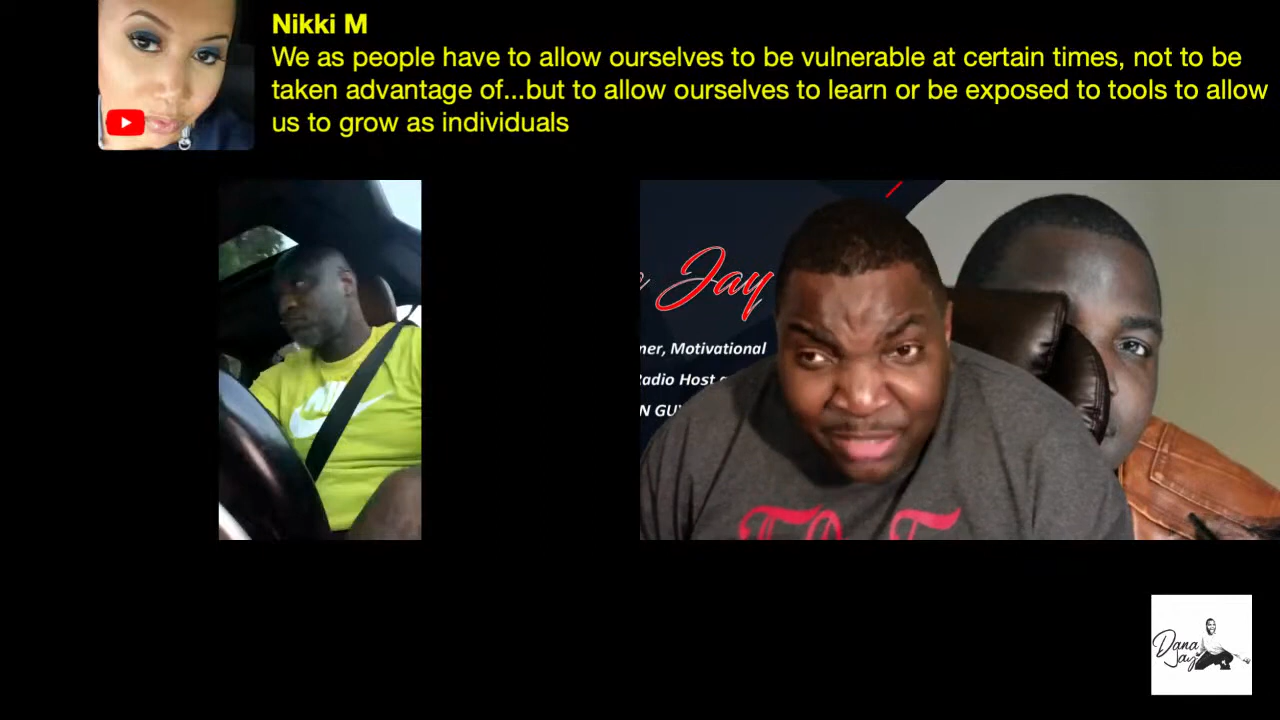 Nikki M
We as people have to allow ourselves to be vulnerable at certain times, not to be
taken advantage of...but to allow ourselves to learn or be exposed to tools to allow
us to grow as individuals
Jay
ner, Motivational
Radio Host
N GU
Dana
Jay